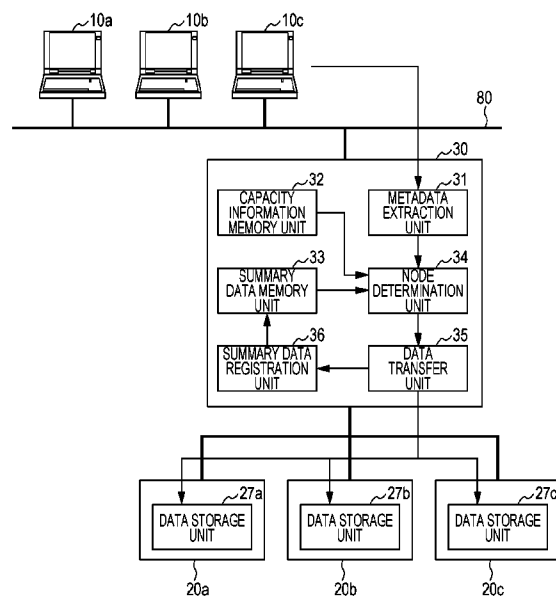 10a
10b
10c
80
30
32
CAPACITY
INFORMATION
MEMORY UNIT
31
METADATA
EXTRACTION
UNIT
33
SUMMARY
DATA MEMORY
UNIT
34
NODE
DETERMINATION
UNIT
36
SUMMARY DATA
REGISTRATION
UNIT
35
DATA
TRANSFER
UNIT
27a
DATA STORAGE
UNIT
27b
DATA STORAGE
UNIT
27c
DATA STORAGE
UNIT
20a
20b
20c